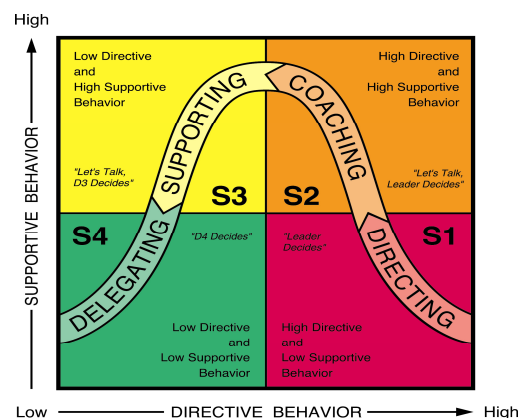 High
SUPPORTIVE BEHAVIOR
Low Directive
and
High Supportive
Behavior
"Let's Talk,
D3 Decides"
S3
SUPPORTING
High Directive
and
High Supportive
Behavior
"Let's Talk,
Leader Decides"
S2
COACHING
S4
"D4 Decides"
DELEGATING
Low Directive
and
Low Supportive
Behavior
"Leader
Decides"
S1
DIRECTING
High Directive
and
Low Supportive
Behavior
Low
DIRECTIVE BEHAVIOR
High